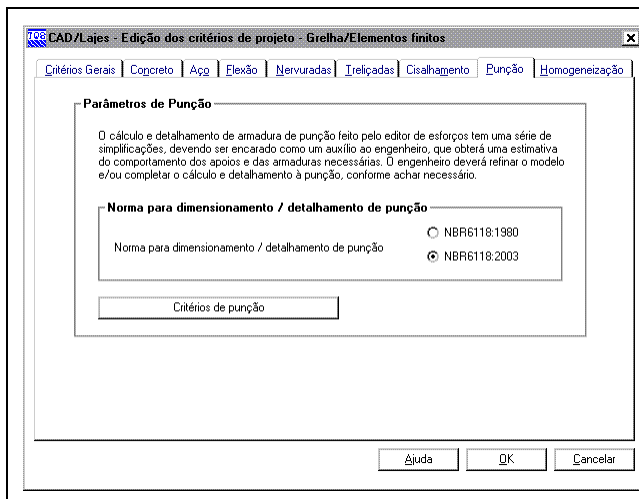 TQS CAD/Lajes - Edição dos critérios de projeto - Grelha/Elementos finitos
Critérios Gerais Concreto Aço Flexão Nervuradas Treliçadas Cisalhamento Punção Homogeneização
Parâmetros de Punção
O cálculo e detalhamento de armadura de punção feito pelo editor de esforços tem uma série de
simplificações, devendo ser encarado como um auxílio ao engenheiro, que obterá uma estimativa
do comportamento dos apoios e das armaduras necessárias. O engenheiro deverá refinar o modelo
e/ou completar o cálculo e detalhamento à punção, conforme achar necessário.
Norma para dimensionamento / detalhamento de punção
NBR6118:1980
Norma para dimensionamento / detalhamento de punção
NBR6118:2003
Critérios de punção
Ajuda OK Cancelar